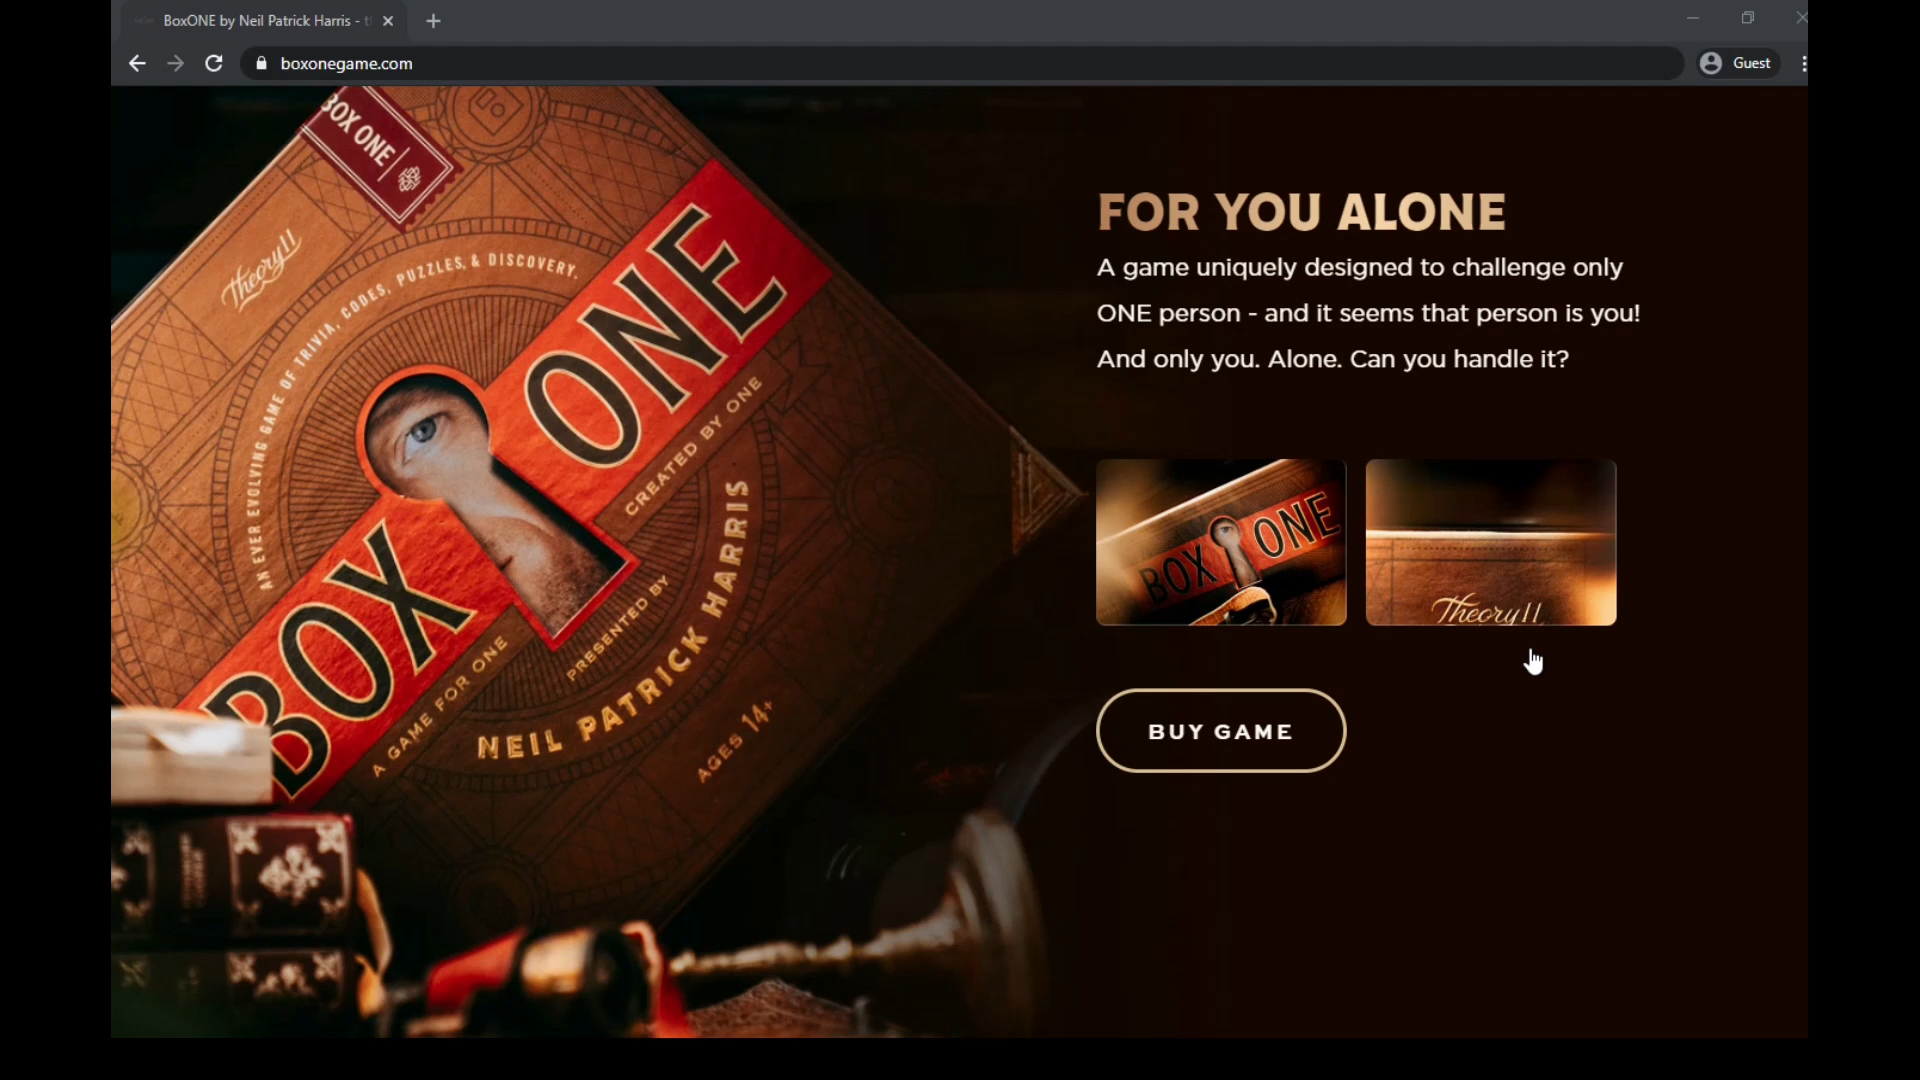 BoxONE by Neil Patrick Harris - t
boxonegame.com
Guest
BOX ONE
Theory11
AN EVER EVOLVING GAME OF TRIVIA, CODES, PUZZLES, & DISCOVERY.
BOX ONE
CREATED BY ONE
A GAME FOR ONE
PRESENTED BY
NEIL PATRICK HARRIS
AGES 14+
FOR YOU ALONE
A game uniquely designed to challenge only
ONE person - and it seems that person is you!
And only you. Alone. Can you handle it?
BOX ONE
Theory11
BUY GAME